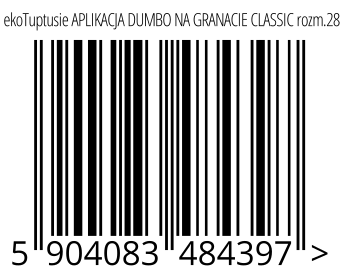 ekoTuptusie APLIKACJA DUMBO NA GRANACIE CLASSIC rozm.28
5 904083 484397 >